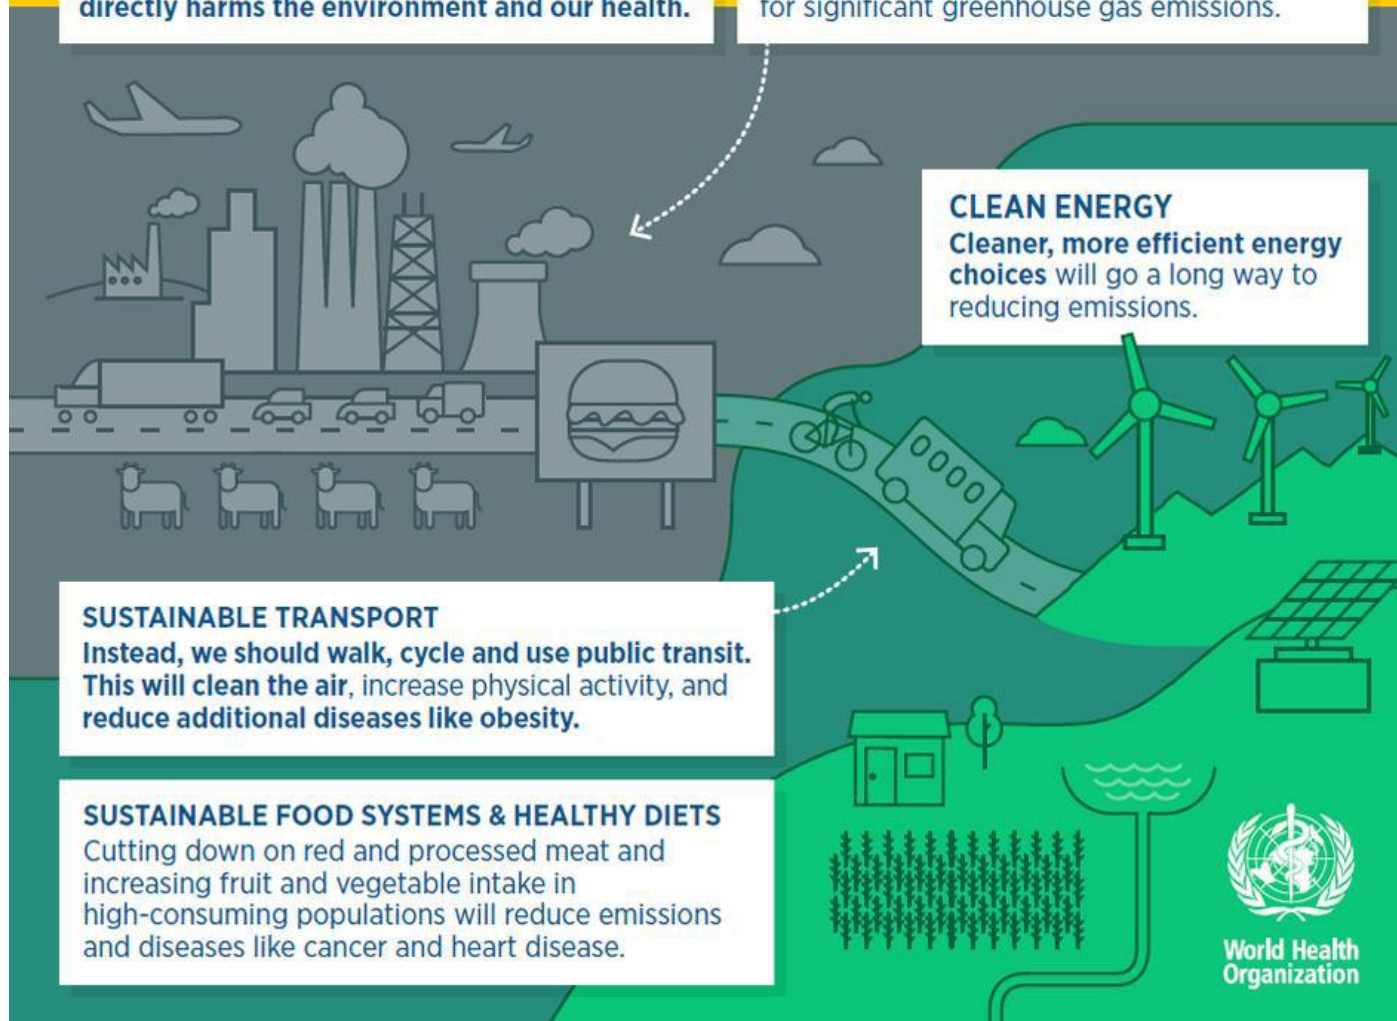 directly harms the environment and our health.
for significant greenhouse gas emissions.
CLEAN ENERGY
Cleaner, more efficient energy
choices will go a long way to
reducing emissions.
SUSTAINABLE TRANSPORT
Instead, we should walk, cycle and use public transit.
This will clean the air, increase physical activity, and
reduce additional diseases like obesity.
SUSTAINABLE FOOD SYSTEMS & HEALTHY DIETS
Cutting down on red and processed meat and
increasing fruit and vegetable intake in
high-consuming populations will reduce emissions
and diseases like cancer and heart disease.
World Health
Organization